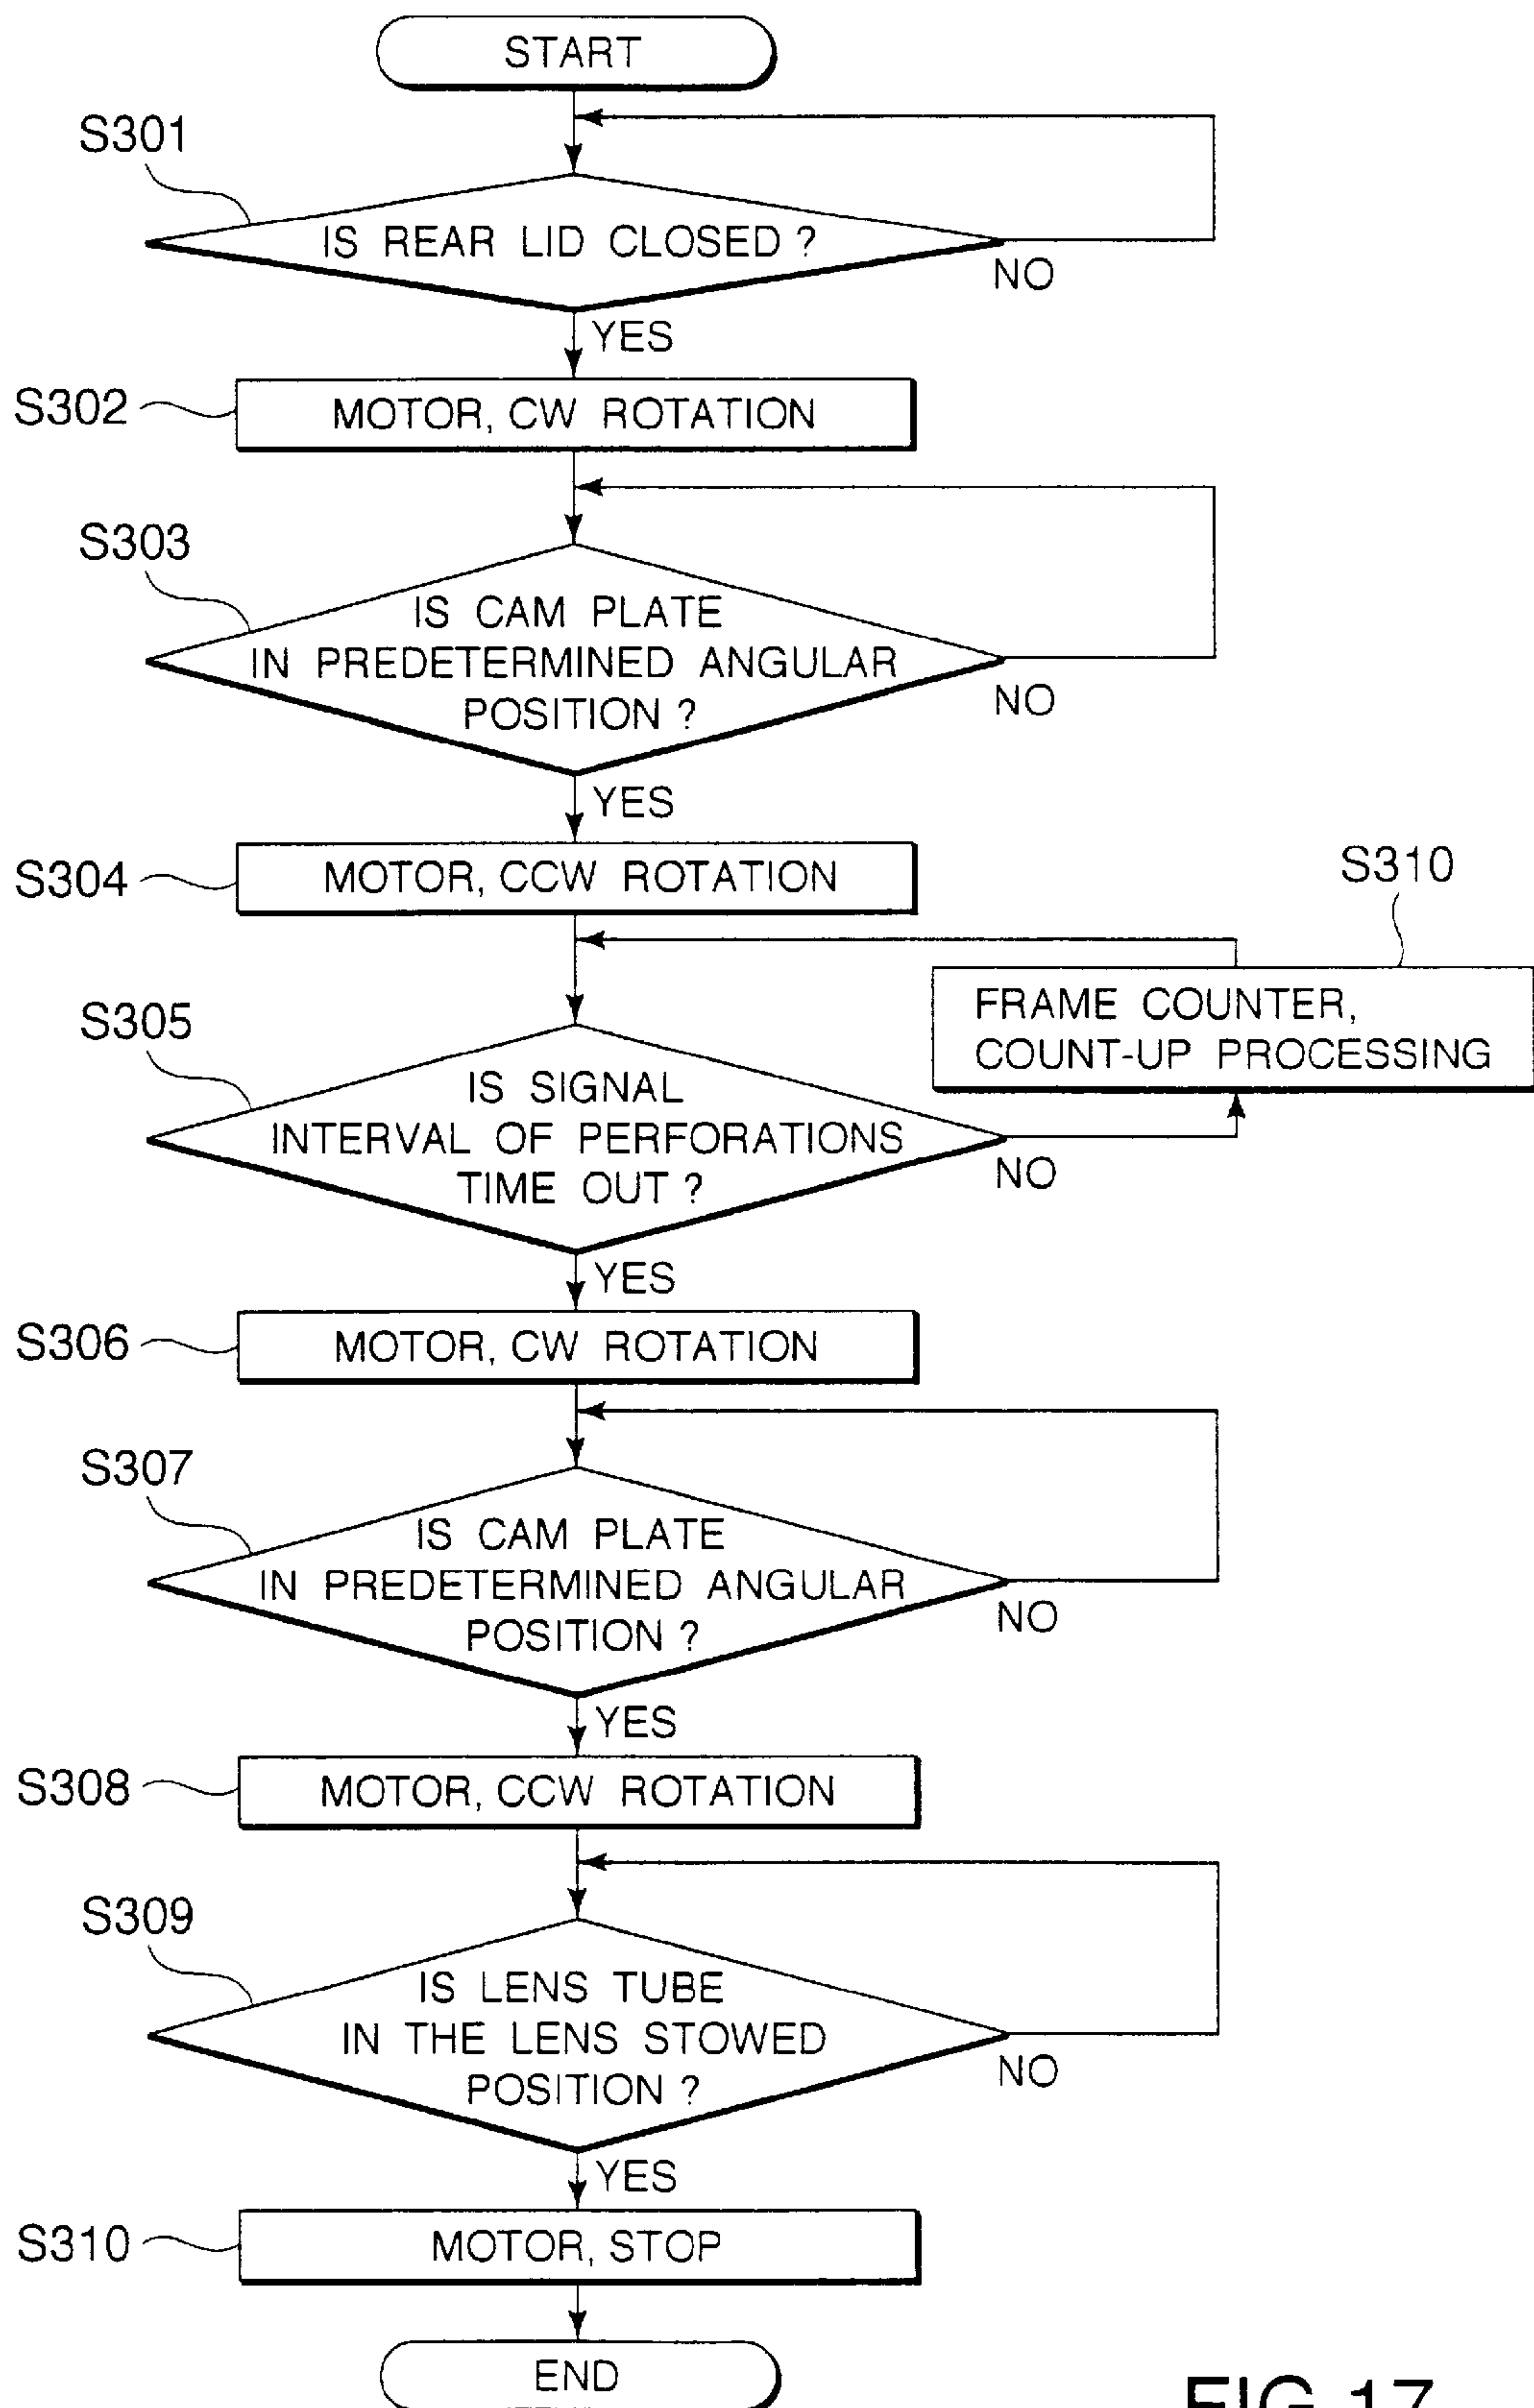 START
S301
IS REAR LID CLOSED ?
NO
YES
S302
MOTOR, CW ROTATION
S303
IS CAM PLATE
IN PREDETERMINED ANGULAR
POSITION ?
NO
YES
S304
MOTOR, CCW ROTATION
S310
FRAME COUNTER,
COUNT-UP PROCESSING
S305
IS SIGNAL
INTERVAL OF PERFORATIONS
TIME OUT ?
NO
YES
S306
MOTOR, CW ROTATION
S307
IS CAM PLATE
IN PREDETERMINED ANGULAR
POSITION ?
NO
YES
S308
MOTOR, CCW ROTATION
S309
IS LENS TUBE
IN THE LENS STOWED
POSITION ?
NO
YES
S310
MOTOR, STOP
END
FIG.17